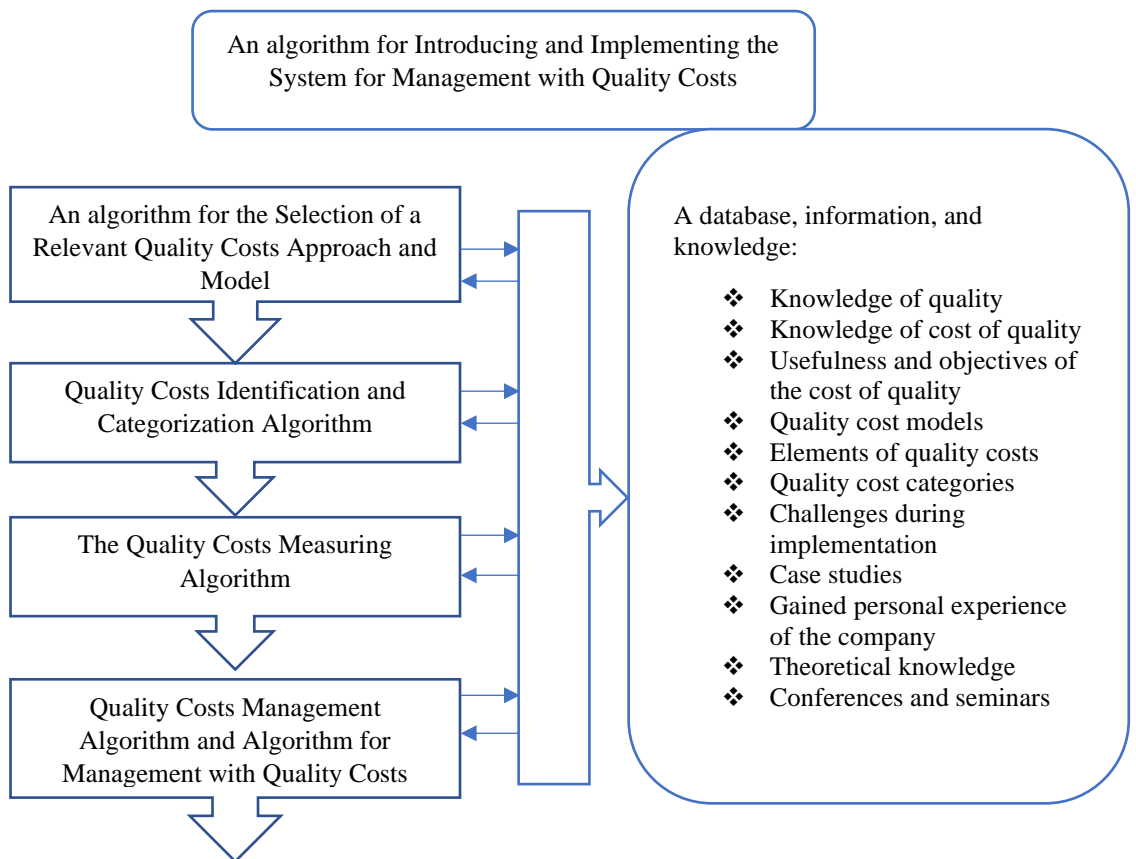 An algorithm for Introducing and Implementing the
System for Management with Quality Costs
An algorithm for the Selection of a
Relevant Quality Costs Approach and
Model
Quality Costs Identification and
Categorization Algorithm
The Quality Costs Measuring
Algorithm
Quality Costs Management
Algorithm and Algorithm for
Management with Quality Costs
A database, information, and
knowledge:
❖ Knowledge of quality
❖ Knowledge of cost of quality
❖ Usefulness and objectives of
the cost of quality
❖ Quality cost models
❖ Elements of quality costs
❖ Quality cost categories
❖ Challenges during
implementation
❖ Case studies
❖ Gained personal experience
of the company
❖ Theoretical knowledge
❖ Conferences and seminars